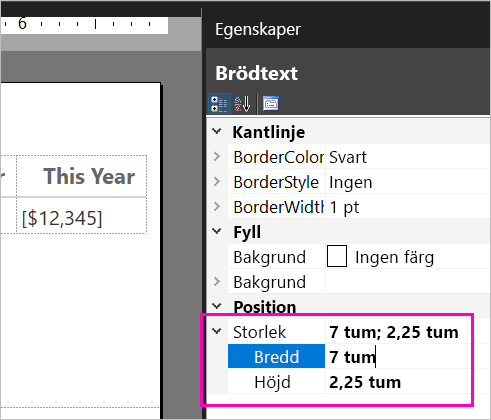 6
Egenskaper
Brödtext
Kantlinje
BorderColor Svart
BorderStyle Ingen
BorderWidth 1 pt
Fyll
Bakgrund Ingen färg
Bakgrund
Position
Storlek 7 tum; 2,25 tum
Bredd 7 tum
Höjd 2,25 tum
r This Year
[$12,345]